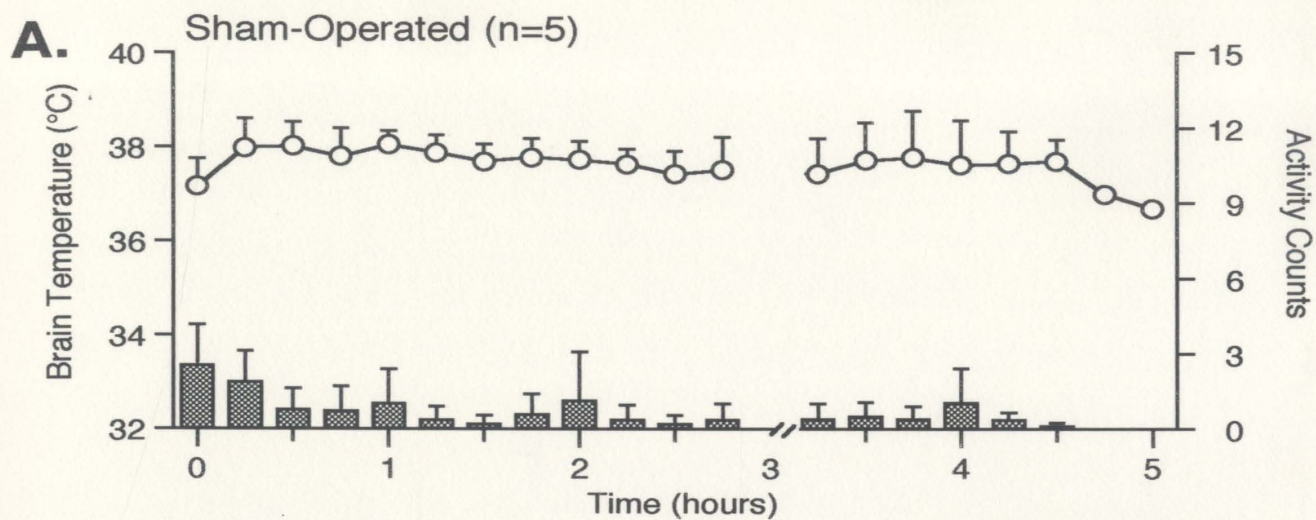 A.
Sham-Operated (n=5)
Brain Temperature (°C)
40
38
36
34
32
15
12
9
6
3
0
Activity Counts
0 1 2 3 4 5
Time (hours)